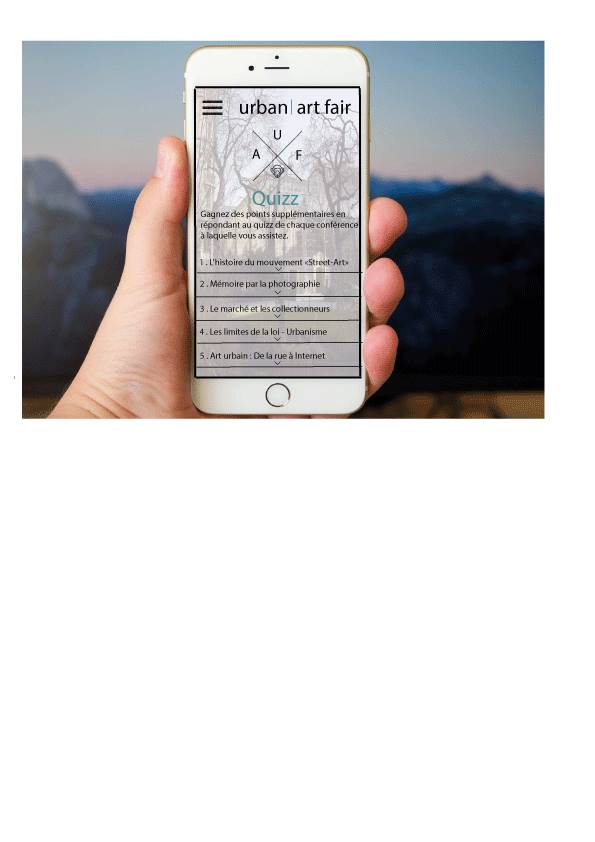 urban art fair
U
A F
Quizz
Gagnez des points supplémentaires en
répondant au quizz de chaque conférence
à laquelle vous assistez.
1 . L'histoire du mouvement «Street-Art»
2 . Mémoire par la photographie
3 . Le marché et les collectionneurs
4 . Les limites de la loi - Urbanisme
5 . Art urbain : De la rue à Internet